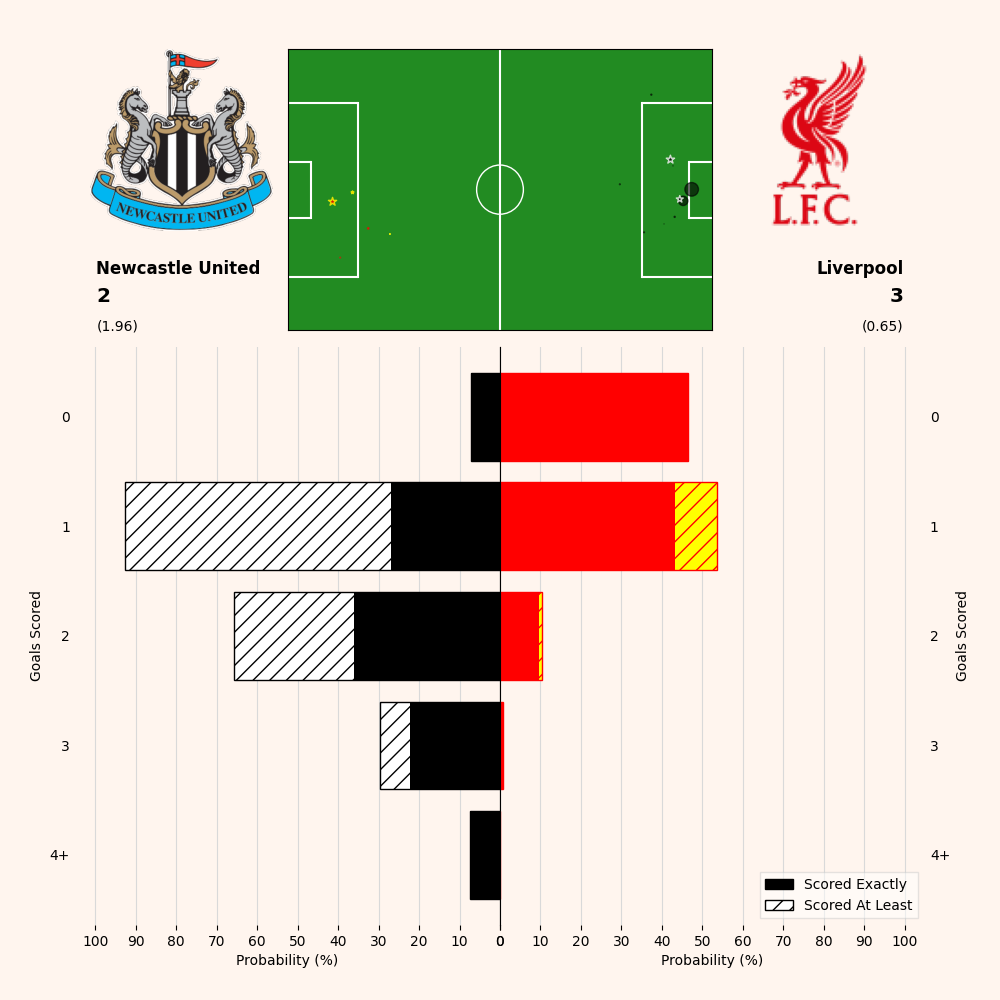 NEWCASTLE UNITED
L.F.C.
Newcastle United
2
(1.96)
Liverpool
3
(0.65)
0
1
2
3
4+
Goals Scored
0
1
2
3
4+
Goals Scored
Scored Exactly
Scored At Least
100 90 80 70 60 50 40 30 20 10 0 10 20 30 40 50 60 70 80 90 100
Probability (%)
Probability (%)